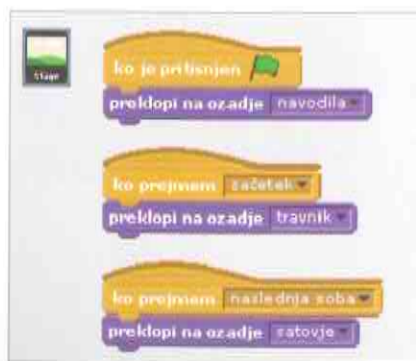 Stage
ko je pritisnjen
preklopi na ozadje navodila
ko prejmem začetek
preklopi na ozadje travnik
ko prejmem naslednja soba
preklopi na ozadje satovje